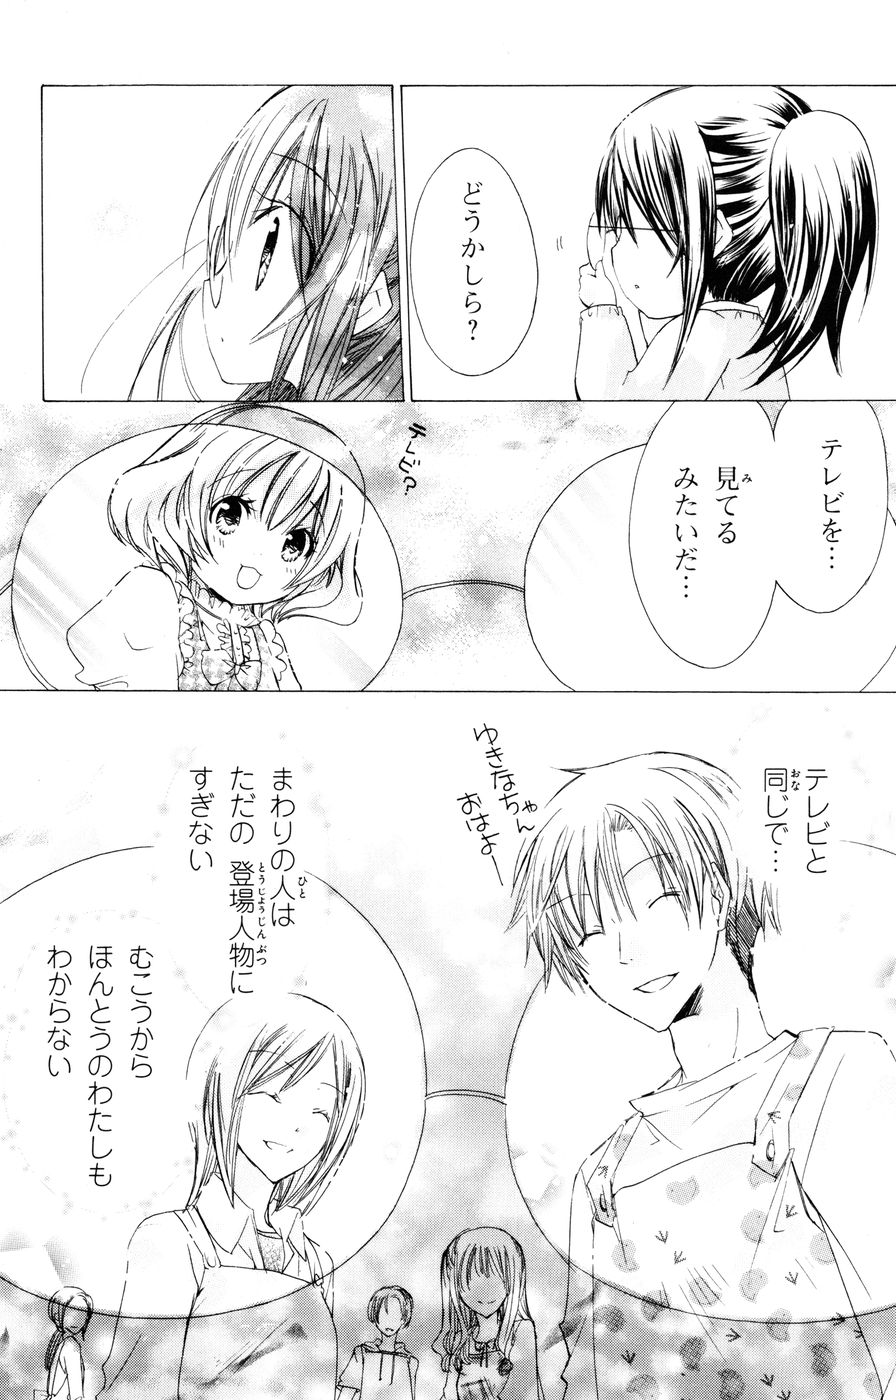 どうかしら？
テレビを…
見てる
みたいだ…
テレビ？
テレビと
同じで…
ゆきなちゃん
おはよー
まわりの人は
ただの登場人物に
すぎない
むこうから
ほんとうのわたしも
わからない